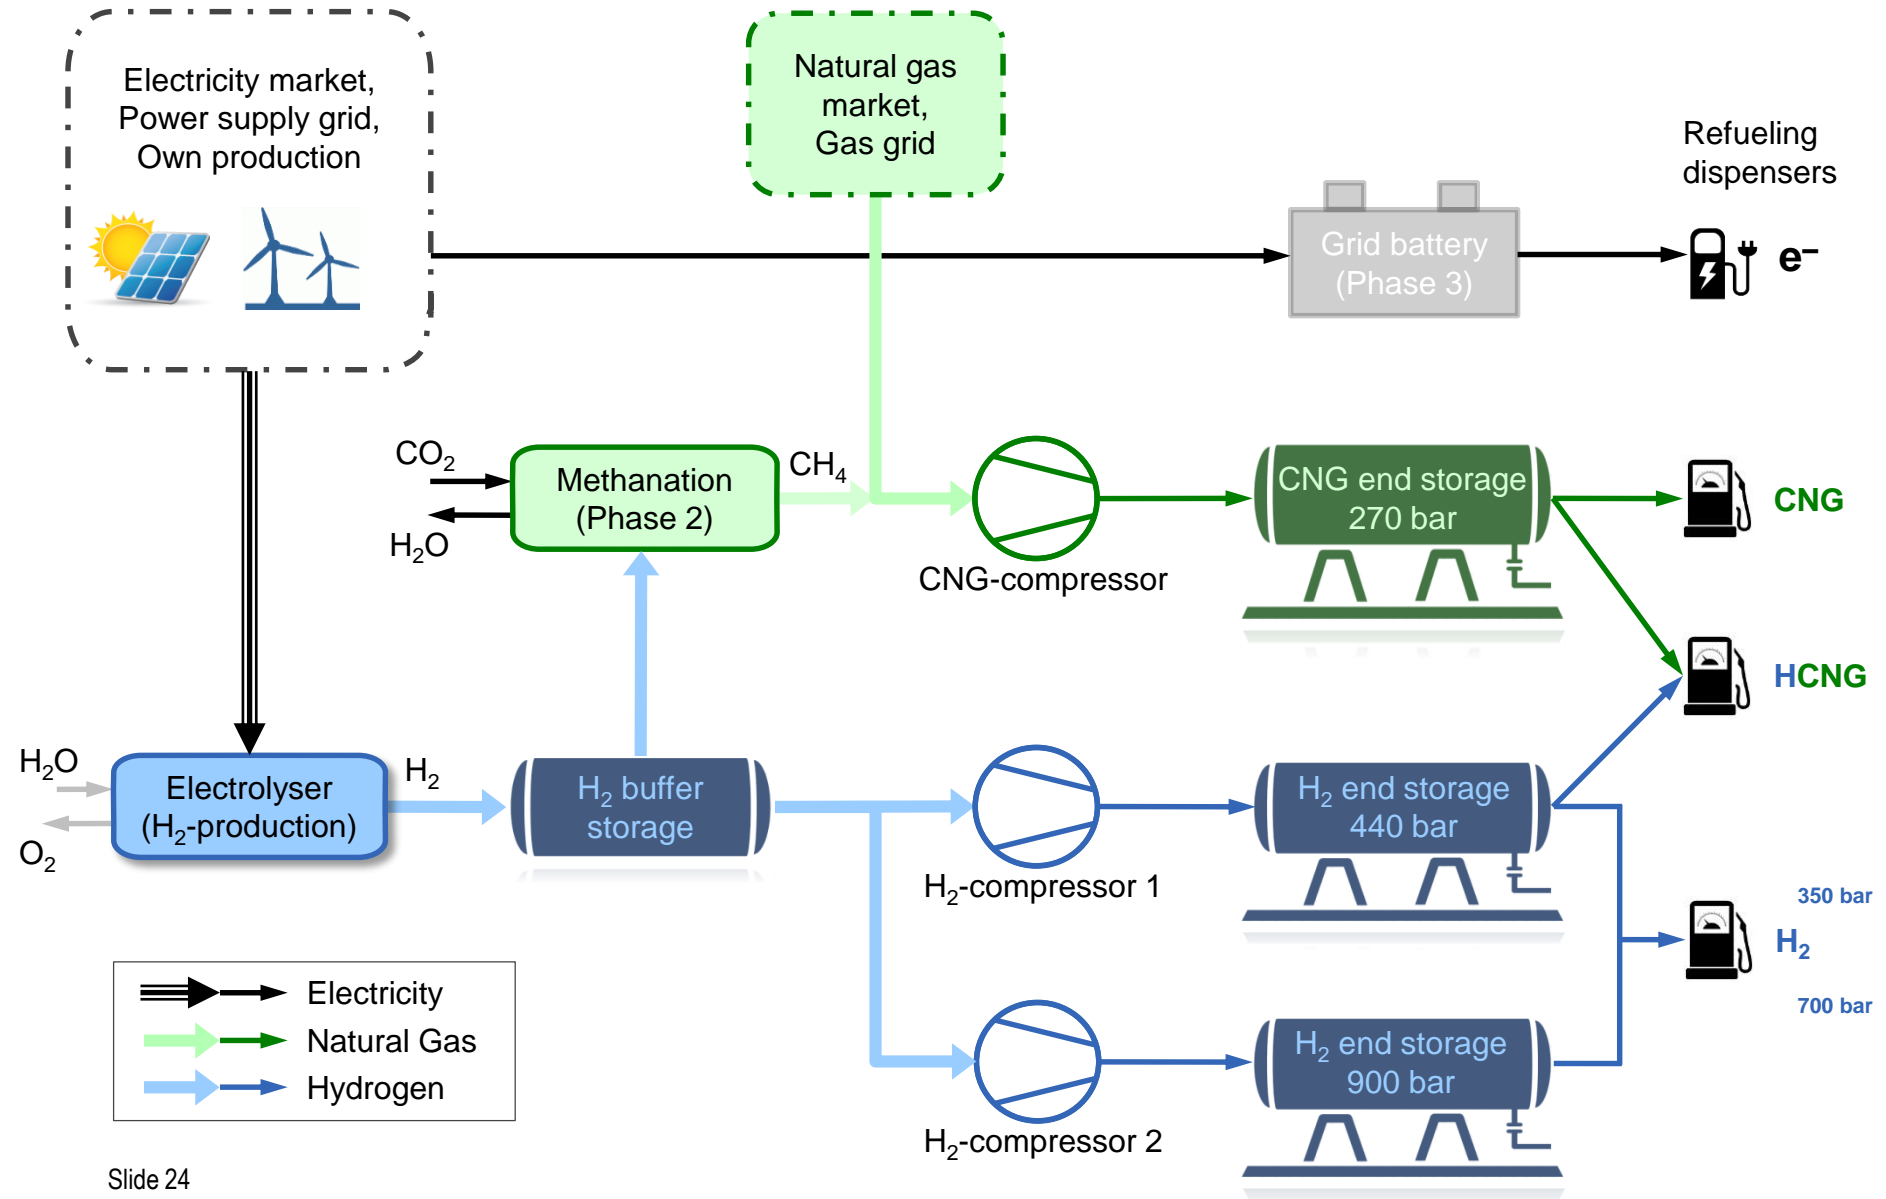 Electricity market,
Power supply grid,
Own production
Natural gas
market,
Gas grid
Refueling
dispensers
Grid battery
(Phase 3)
e–
CO2
H2O
Methanation
(Phase 2)
CH4
CNG-compressor
CNG end storage
270 bar
CNG
HCNG
H2O
O2
Electrolyser
(H2-production)
H2
H2 buffer
storage
H2-compressor 1
H2 end storage
440 bar
350 bar
H2
700 bar
H2-compressor 2
H2 end storage
900 bar
Electricity
Natural Gas
Hydrogen
Slide 24